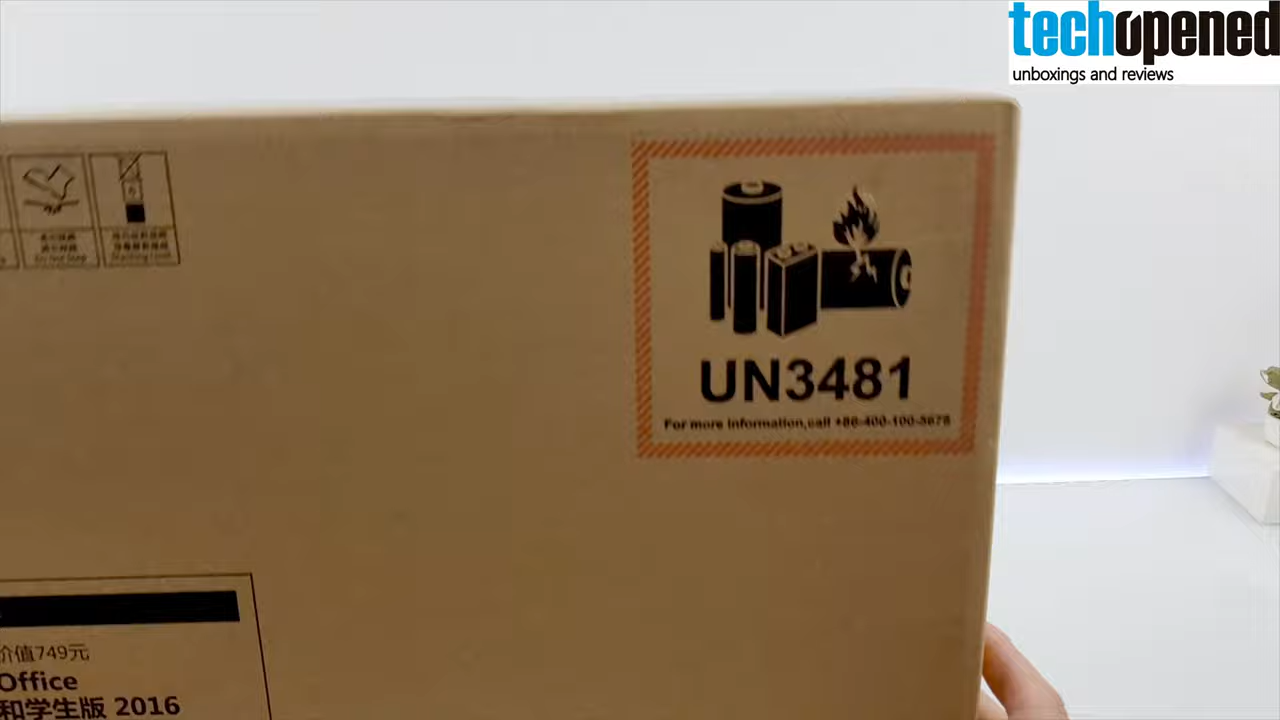 techopened
unboxings and reviews
UN3481
For more information,call +86-400-100-5678
价值749元
Office
和学生版 2016